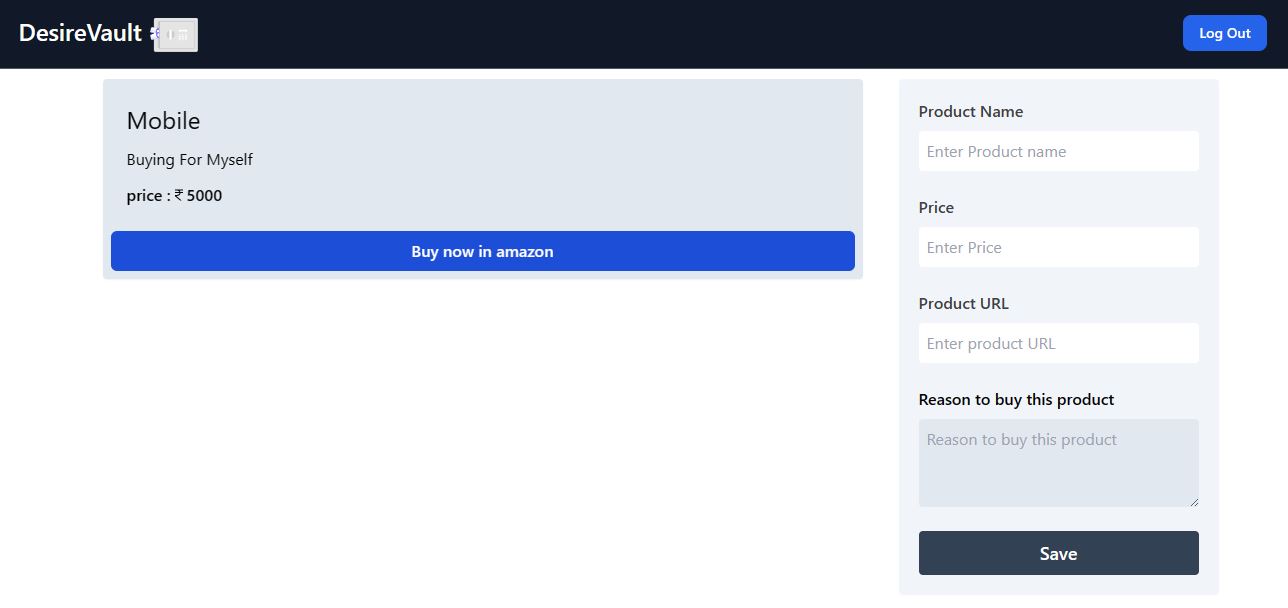 DesireVault
Log Out
Mobile
Buying For Myself
price : ₹ 5000
Buy now in amazon
Product Name
Enter Product name
Price
Enter Price
Product URL
Enter product URL
Reason to buy this product
Reason to buy this product
Save